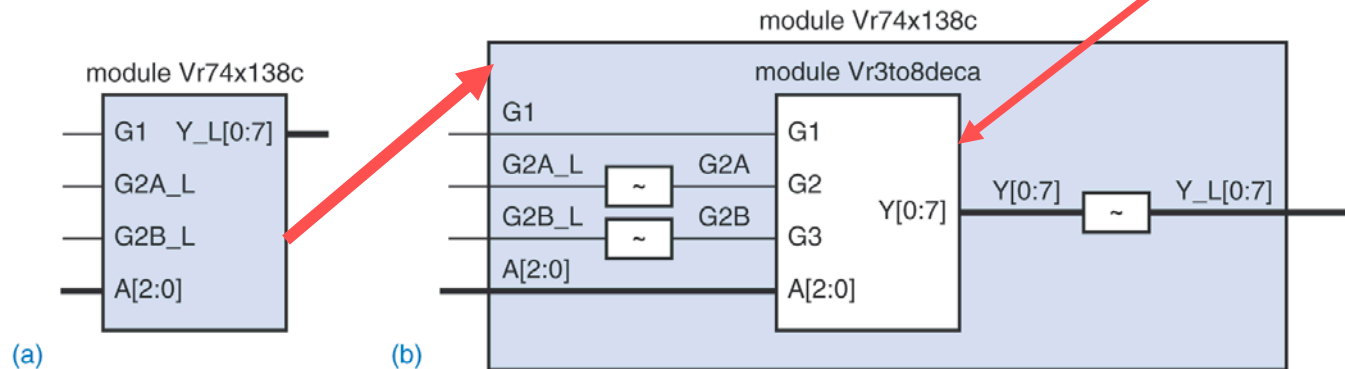 module Vr74x138c
G1 Y_L[0:7]
G2A_L
G2B_L
A[2:0]
(a)
module Vr74x138c
module Vr3to8deca
G1
G1
G2A_L ~ G2A
G2
G2B_L ~ G2B
G3
Y[0:7]
Y[0:7] ~ Y_L[0:7]
A[2:0]
A[2:0]
(b)